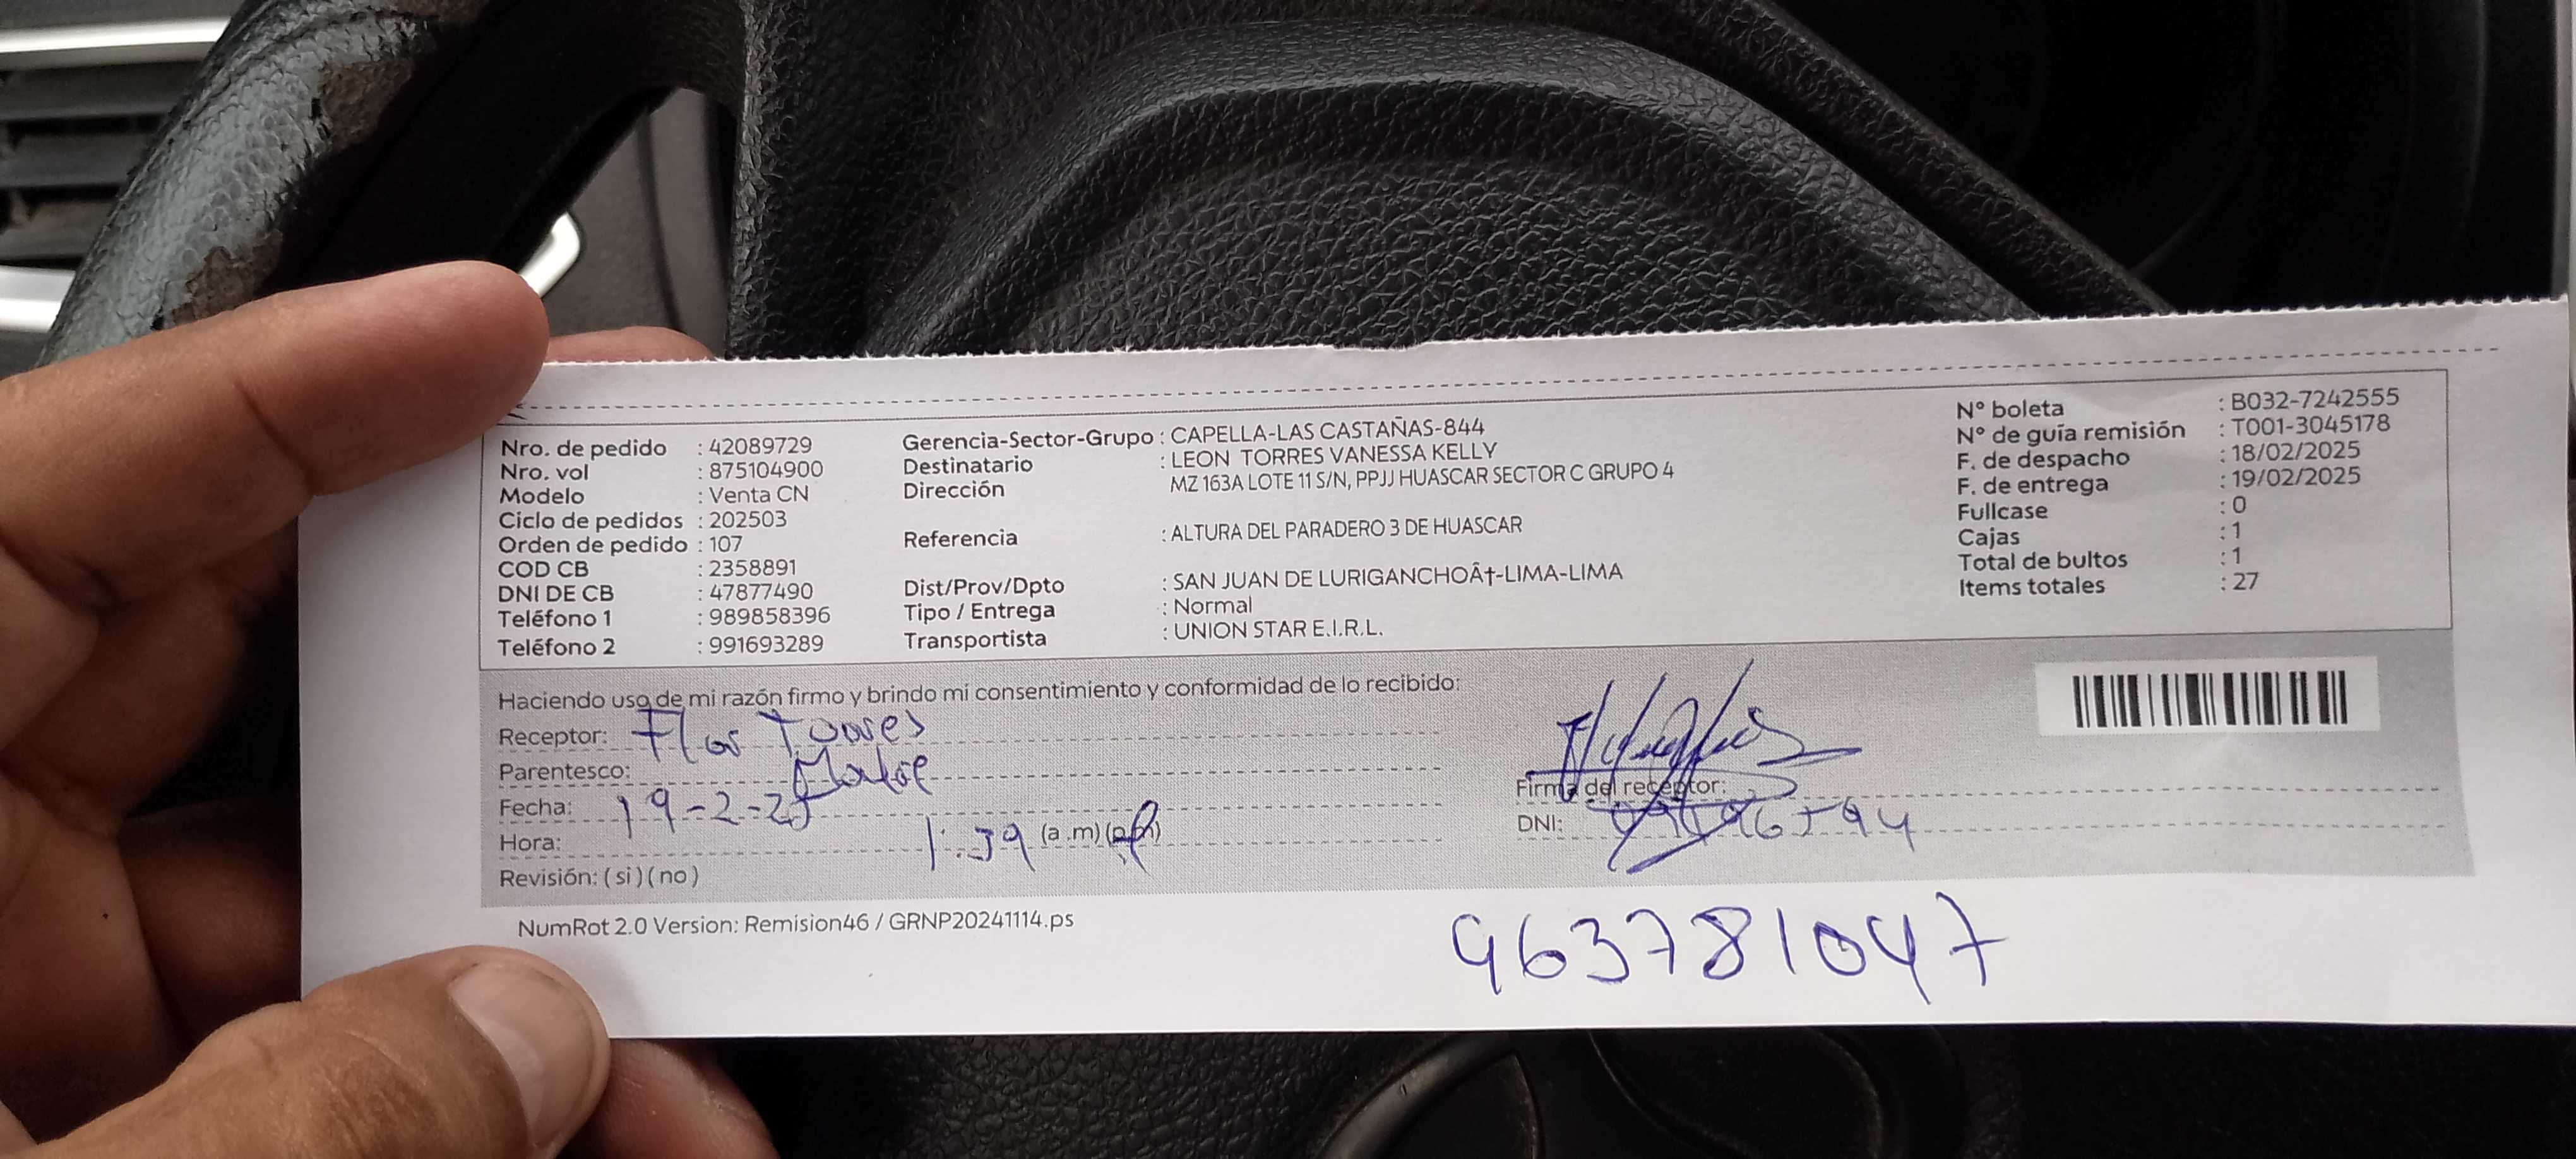 Nro. de pedido : 42089729
Nro. vol : 875104900
Modelo : Venta CN
Ciclo de pedidos : 202503
Orden de pedido : 107
COD CB : 2358891
DNI DE CB : 47877490
Teléfono 1 : 989858396
Teléfono 2 : 991693289
Gerencia-Sector-Grupo : CAPELLA-LAS CASTAÑAS-844
Destinatario : LEON TORRES VANESSA KELLY
Dirección MZ 163A LOTE 11 S/N, PPJJ HUASCAR SECTOR C GRUPO 4
Referencia : ALTURA DEL PARADERO 3 DE HUASCAR
Dist/Prov/Dpto : SAN JUAN DE LURIGANCHOÂ†-LIMA-LIMA
Tipo / Entrega : Normal
Transportista : UNION STAR E.I.R.L.
N° boleta : B032-7242555
N° de guía remisión : T001-3045178
F. de despacho : 18/02/2025
F. de entrega : 19/02/2025
Fullcase : 0
Cajas : 1
Total de bultos : 1
Items totales : 27
Haciendo uso de mi razón firmo y brindo mi consentimiento y conformidad de lo recibido:
Receptor: Flor Torres
Parentesco: Madre
Fecha: 19-2-25
Hora: 1:39 (a.m) (p.m)
Revisión: (si) (no)
Firma del receptor:
DNI:
NumRot 2.0 Version: Remision46 / GRNP20241114.ps
963781047